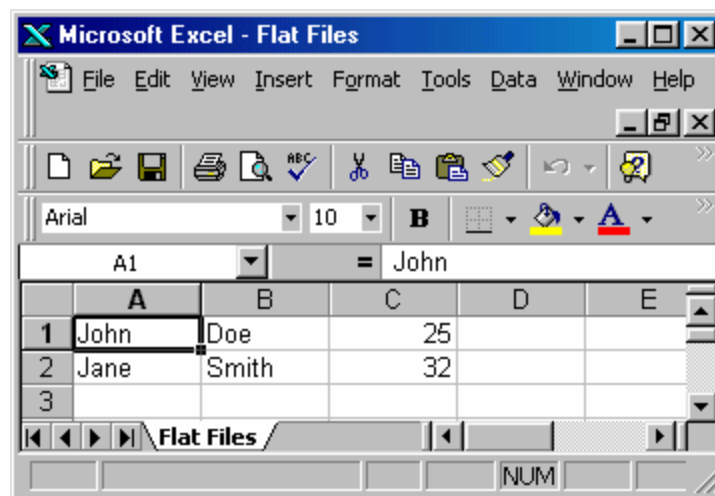 Microsoft Excel - Flat Files
File Edit View Insert Format Tools Data Window Help
ABC
Arial 10 B A
A1 = John
A B C D E
1 John Doe 25
2 Jane Smith 32
3
Flat Files
NUM